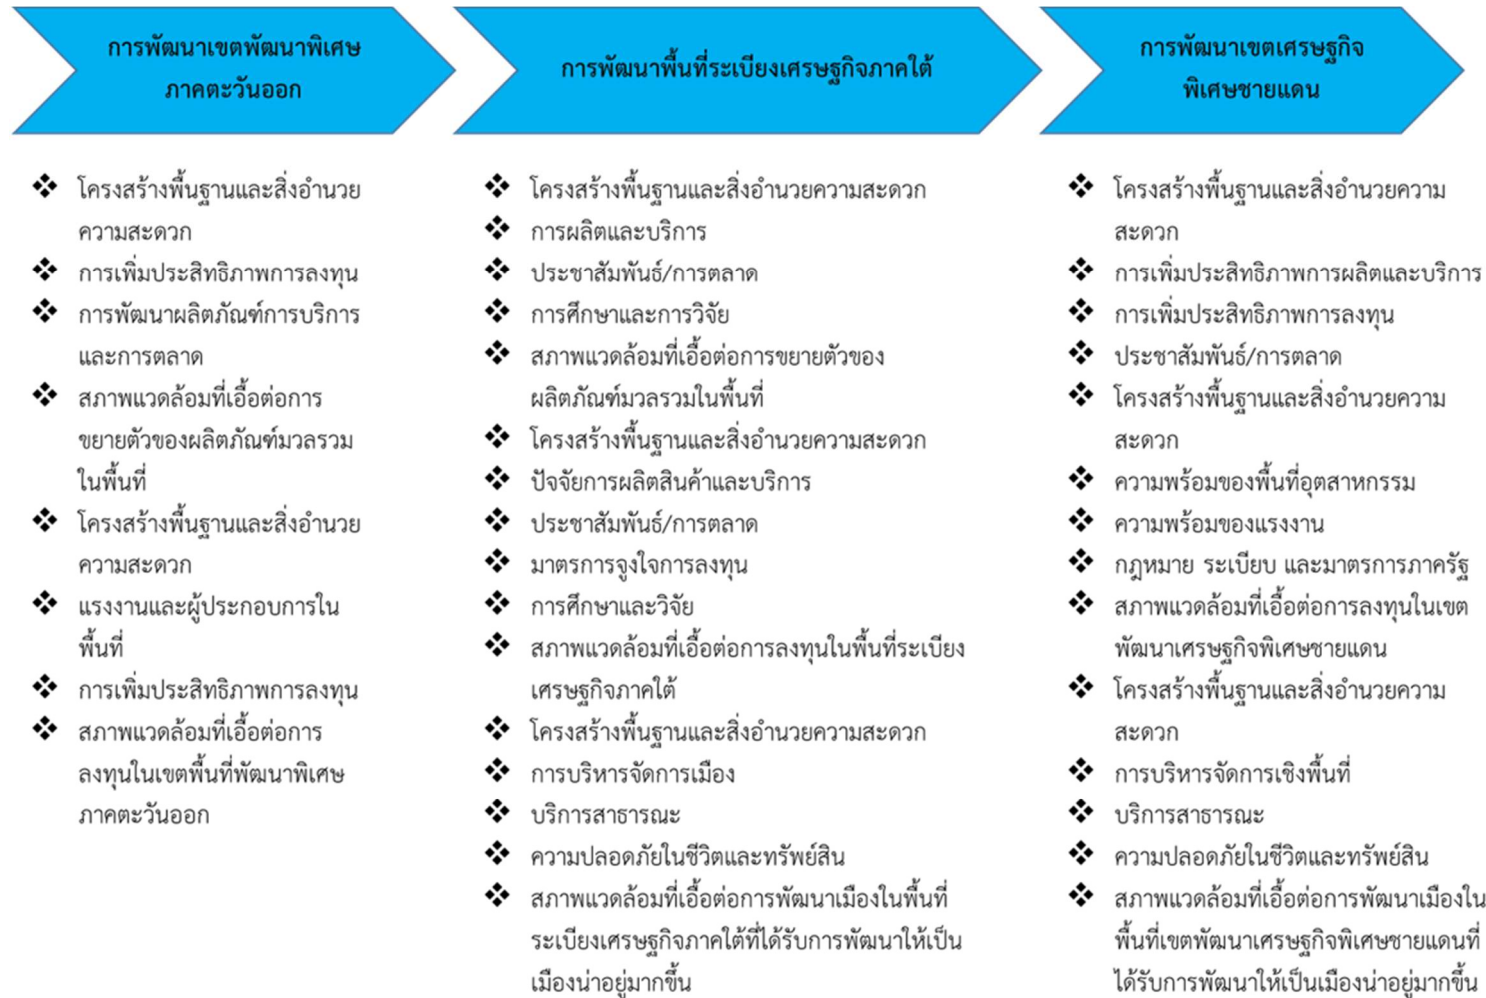 การพัฒนาเขตพัฒนาพิเศษ
ภาคตะวันออก
❖ โครงสร้างพื้นฐานและสิ่งอำนวย
ความสะดวก
❖ การเพิ่มประสิทธิภาพการลงทุน
❖ การพัฒนาผลิตภัณฑ์การบริการ
และการตลาด
❖ สภาพแวดล้อมที่เอื้อต่อการ
ขยายตัวของผลิตภัณฑ์มวลรวม
ในพื้นที่
❖ โครงสร้างพื้นฐานและสิ่งอำนวย
ความสะดวก
❖ แรงงานและผู้ประกอบการใน
พื้นที่
❖ การเพิ่มประสิทธิภาพการลงทุน
❖ สภาพแวดล้อมที่เอื้อต่อการ
ลงทุนในเขตพื้นที่พัฒนาพิเศษ
ภาคตะวันออก
การพัฒนาพื้นที่ระเบียงเศรษฐกิจภาคใต้
❖ โครงสร้างพื้นฐานและสิ่งอำนวยความสะดวก
❖ การผลิตและบริการ
❖ ประชาสัมพันธ์/การตลาด
❖ การศึกษาและการวิจัย
❖ สภาพแวดล้อมที่เอื้อต่อการขยายตัวของ
ผลิตภัณฑ์มวลรวมในพื้นที่
❖ โครงสร้างพื้นฐานและสิ่งอำนวยความสะดวก
❖ ปัจจัยการผลิตสินค้าและบริการ
❖ ประชาสัมพันธ์/การตลาด
❖ มาตรการจูงใจการลงทุน
❖ การศึกษาและวิจัย
❖ สภาพแวดล้อมที่เอื้อต่อการลงทุนในพื้นที่ระเบียง
เศรษฐกิจภาคใต้
❖ โครงสร้างพื้นฐานและสิ่งอำนวยความสะดวก
❖ การบริหารจัดการเมือง
❖ บริการสาธารณะ
❖ ความปลอดภัยในชีวิตและทรัพย์สิน
❖ สภาพแวดล้อมที่เอื้อต่อการพัฒนาเมืองในพื้นที่
ระเบียงเศรษฐกิจภาคใต้ที่ได้รับการพัฒนาให้เป็น
เมืองน่าอยู่มากขึ้น
การพัฒนาเขตเศรษฐกิจ
พิเศษชายแดน
❖ โครงสร้างพื้นฐานและสิ่งอำนวยความ
สะดวก
❖ การเพิ่มประสิทธิภาพการผลิตและบริการ
❖ การเพิ่มประสิทธิภาพการลงทุน
❖ ประชาสัมพันธ์/การตลาด
❖ โครงสร้างพื้นฐานและสิ่งอำนวยความ
สะดวก
❖ ความพร้อมของพื้นที่อุตสาหกรรม
❖ ความพร้อมของแรงงาน
❖ กฎหมาย ระเบียบ และมาตรการภาครัฐ
❖ สภาพแวดล้อมที่เอื้อต่อการลงทุนในเขต
พัฒนาเศรษฐกิจพิเศษชายแดน
❖ โครงสร้างพื้นฐานและสิ่งอำนวยความ
สะดวก
❖ การบริหารจัดการเชิงพื้นที่
❖ บริการสาธารณะ
❖ ความปลอดภัยในชีวิตและทรัพย์สิน
❖ สภาพแวดล้อมที่เอื้อต่อการพัฒนาเมืองใน
พื้นที่เขตพัฒนาเศรษฐกิจพิเศษชายแดนที่
ได้รับการพัฒนาให้เป็นเมืองน่าอยู่มากขึ้น